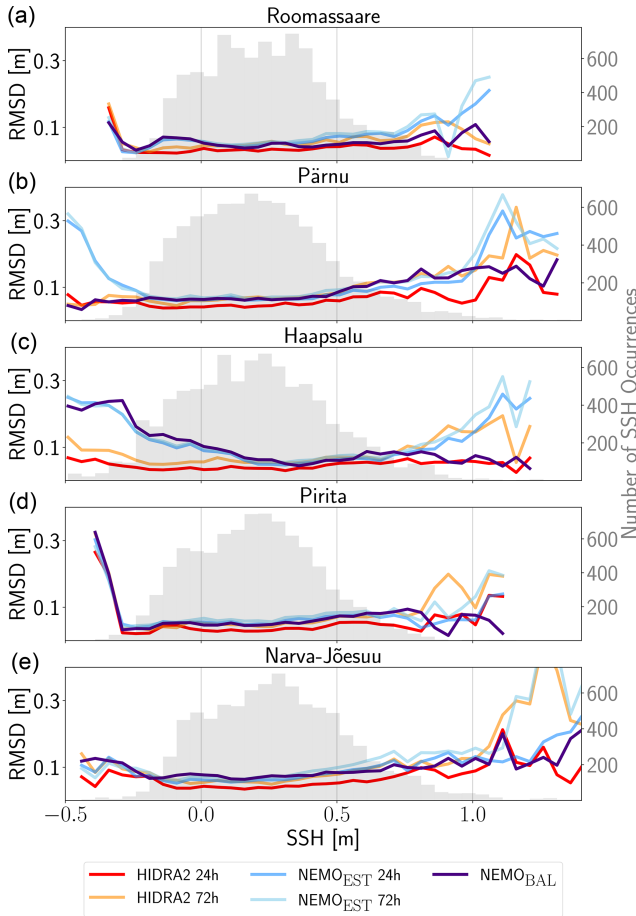 (a)
Roomassaare
RMSD [m]
0.3
0.1
600
400
200
(b)
Pärnu
RMSD [m]
0.3
0.1
600
400
200
(c)
Haapsalu
RMSD [m]
0.3
0.1
600
400
200
Number of SSH Occurrences
(d)
Pirita
RMSD [m]
0.3
0.1
600
400
200
(e)
Narva-Jõesuu
RMSD [m]
0.3
0.1
600
400
200
−0.5 0.0 0.5 1.0
SSH [m]
HIDRA2 24h NEMO_EST 24h NEMO_BAL
HIDRA2 72h NEMO_EST 72h